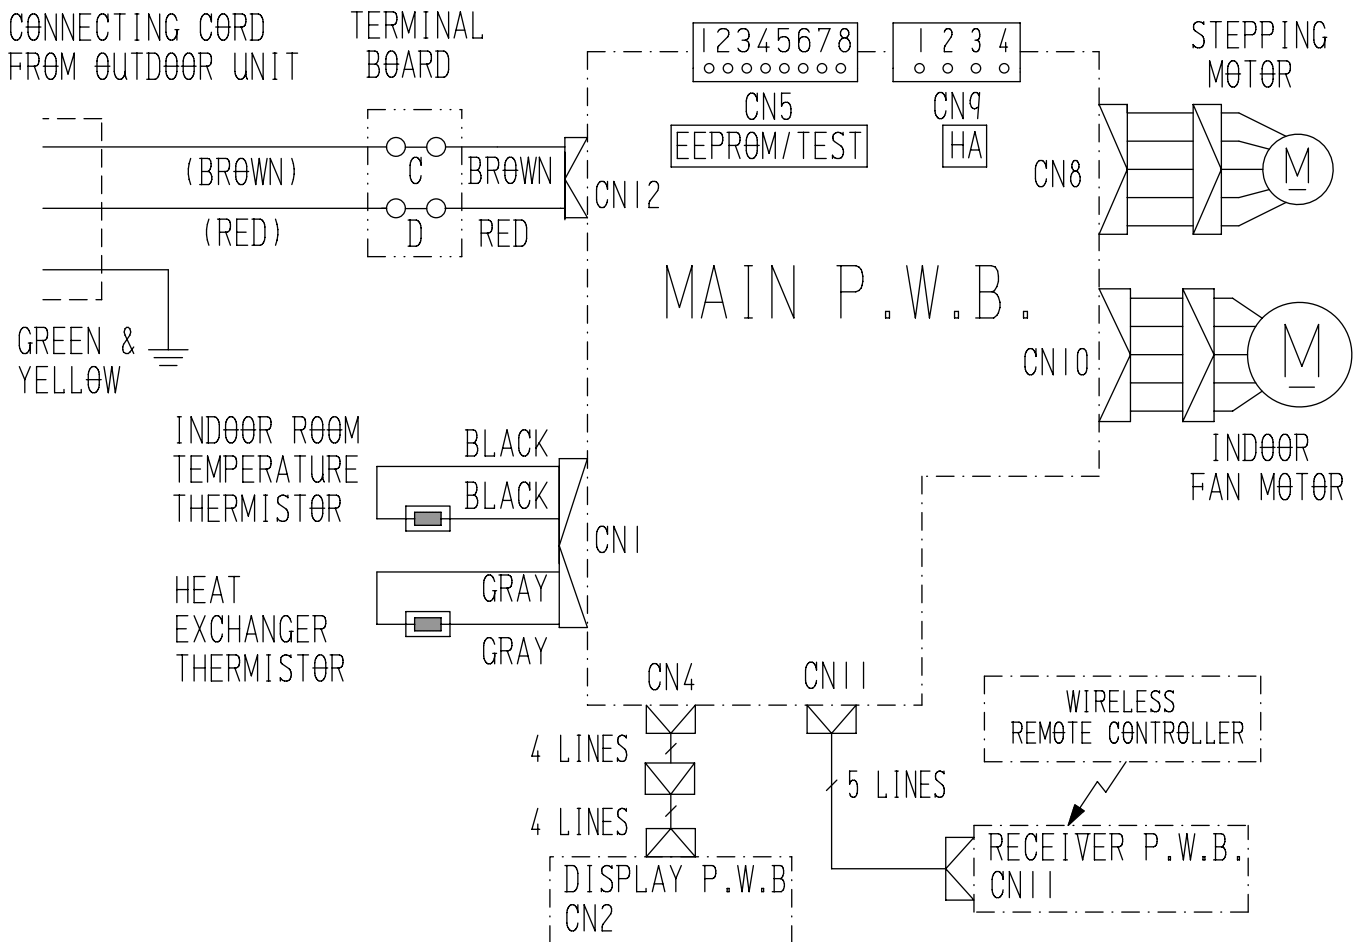 CONNECTING CORD
FROM OUTDOOR UNIT
TERMINAL
BOARD
12345678
CN5
EEPROM/TEST
1 2 3 4
CN9
HA
STEPPING
MOTOR
(BROWN)
C
BROWN
CN12
(RED)
D
RED
CN8
M
MAIN P.W.B.
GREEN &
YELLOW
CN10
M
INDOOR
FAN MOTOR
INDOOR ROOM
TEMPERATURE
THERMISTOR
BLACK
BLACK
CN1
HEAT
EXCHANGER
THERMISTOR
GRAY
GRAY
CN4
CN11
WIRELESS
REMOTE CONTROLLER
4 LINES
5 LINES
4 LINES
RECEIVER P.W.B.
CN11
DISPLAY P.W.B
CN2